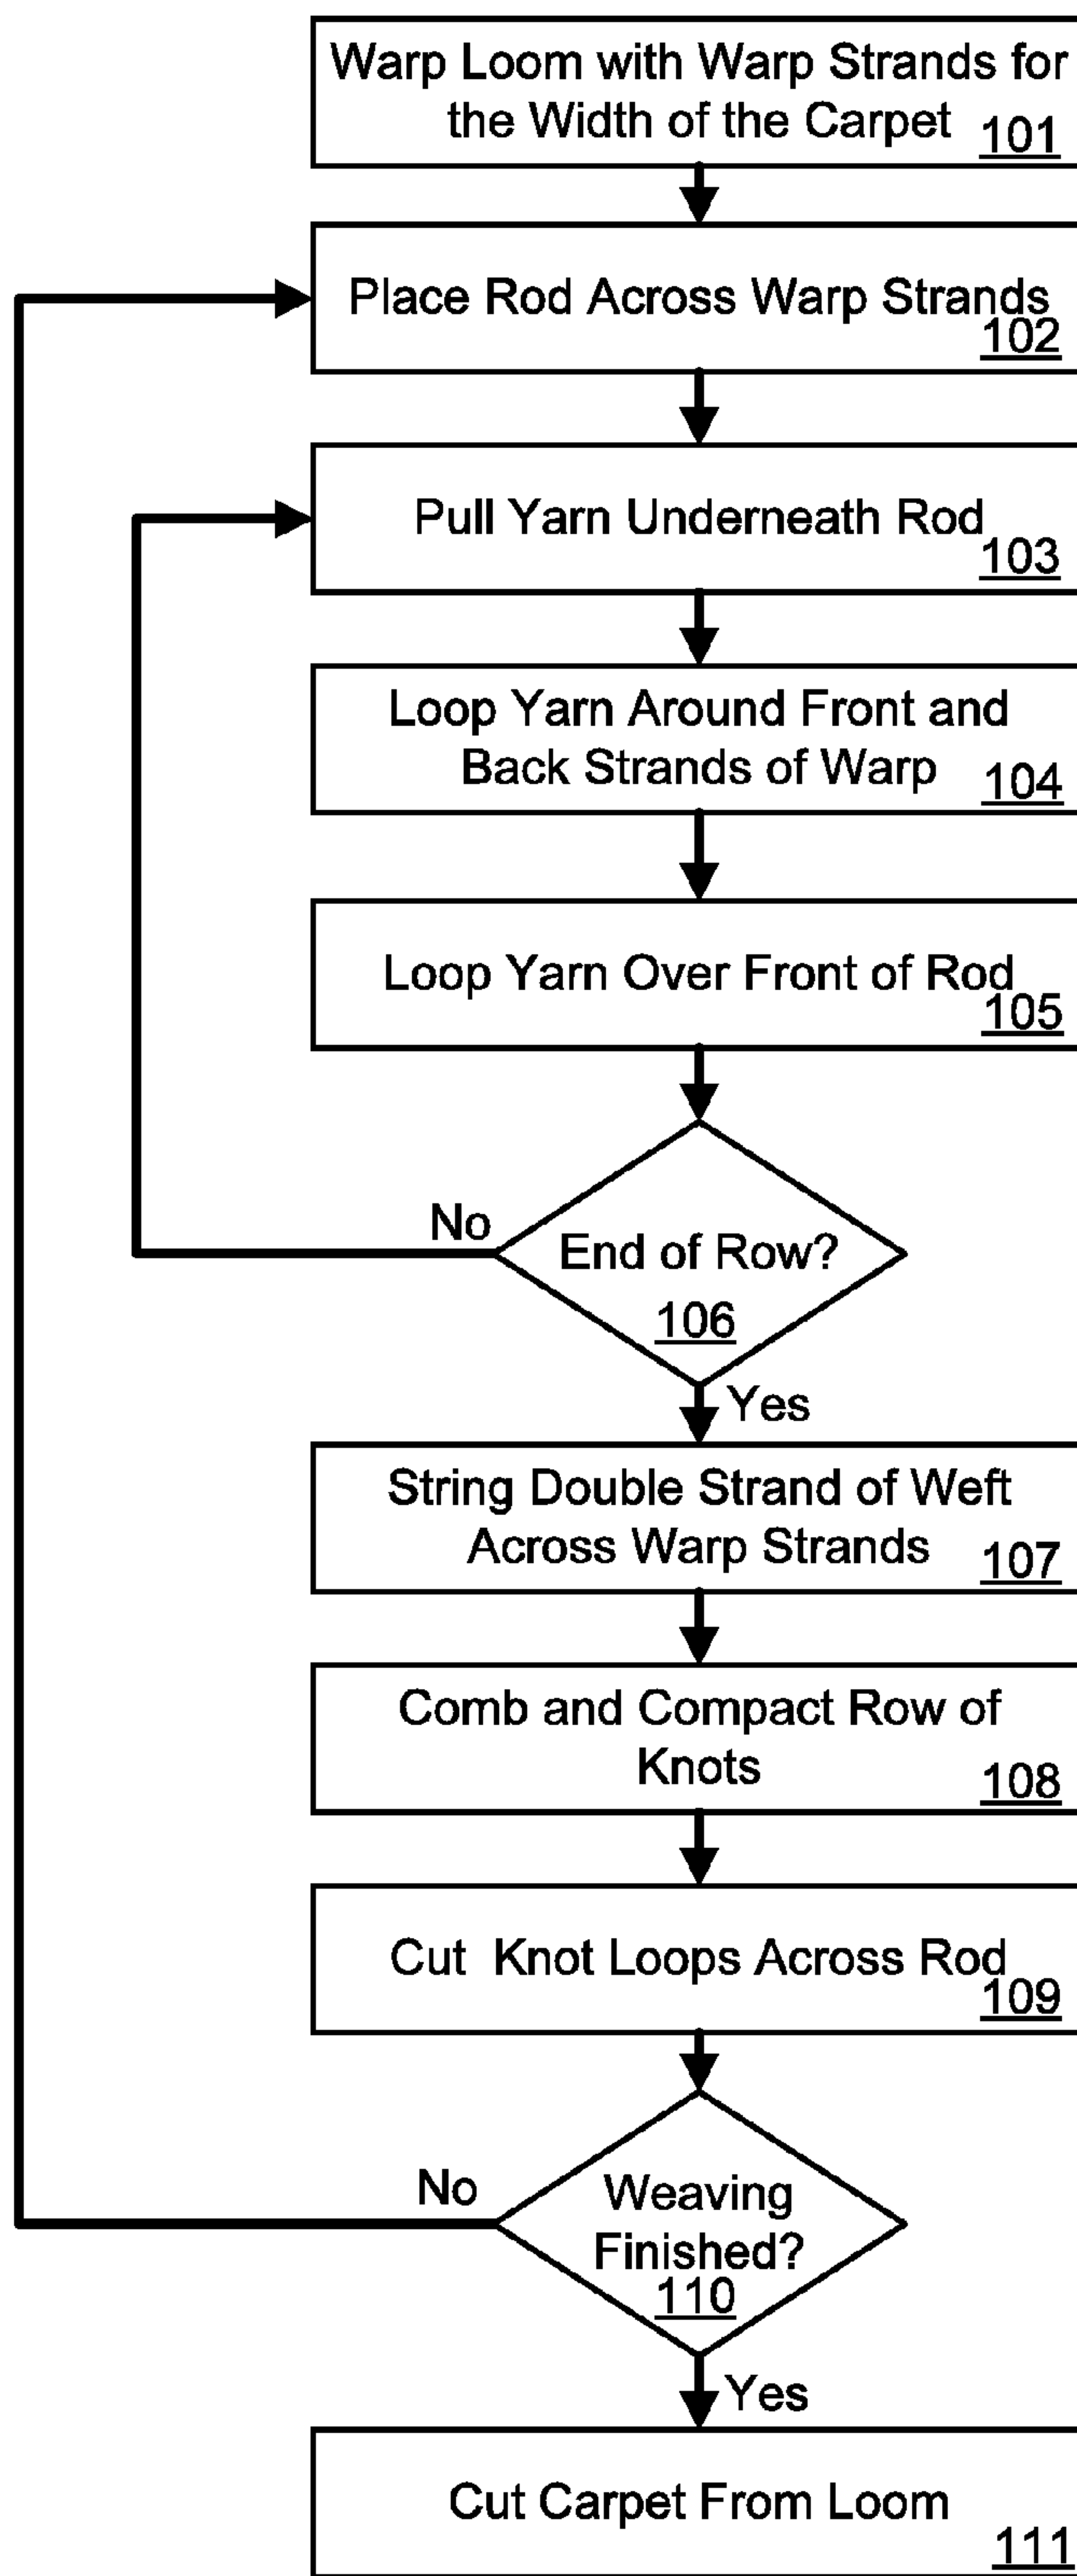 Warp Loom with Warp Strands for
the Width of the Carpet 101
Place Rod Across Warp Strands
102
Pull Yarn Underneath Rod
103
Loop Yarn Around Front and
Back Strands of Warp 104
Loop Yarn Over Front of Rod
105
No
End of Row?
106
Yes
String Double Strand of Weft
Across Warp Strands 107
Comb and Compact Row of
Knots 108
Cut Knot Loops Across Rod
109
No
Weaving
Finished?
110
Yes
Cut Carpet From Loom
111